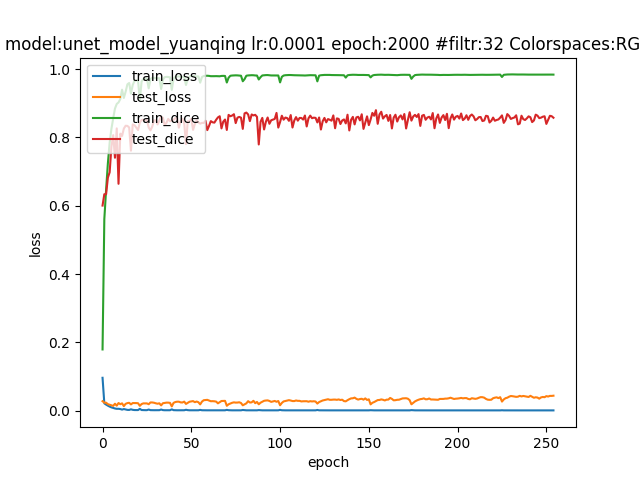 model:unet_model_yuanqing lr:0.0001 epoch:2000 #filtr:32 Colorspaces:RG
1.0
0.8
0.6
0.4
0.2
0.0
loss
train_loss
test_loss
train_dice
test_dice
0 50 100 150 200 250
epoch